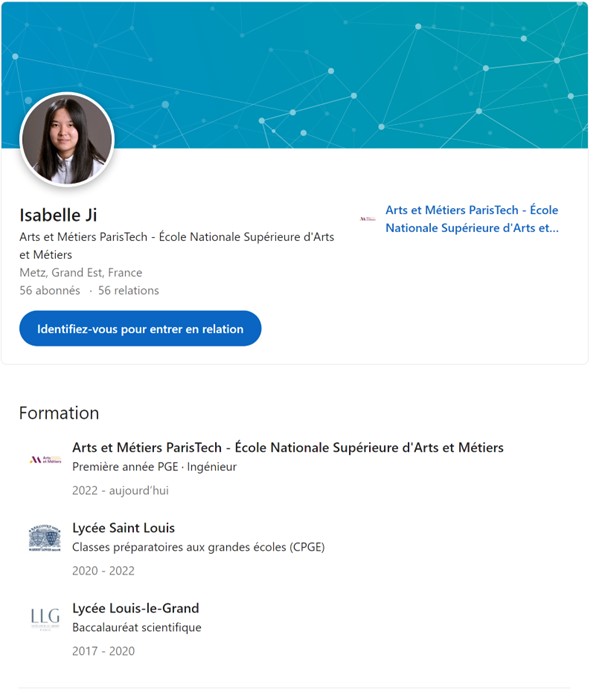 Isabelle Ji
Arts et Métiers ParisTech - École Nationale Supérieure d'Arts
et Métiers
Metz, Grand Est, France
56 abonnés · 56 relations
Identifiez-vous pour entrer en relation
Arts et Métiers ParisTech - École
Nationale Supérieure d'Arts et...
Formation
Arts et Métiers ParisTech - École Nationale Supérieure d'Arts et Métiers
Première année PGE · Ingénieur
2022 - aujourd'hui
Lycée Saint Louis
Classes préparatoires aux grandes écoles (CPGE)
2020 - 2022
LLG
Lycée Louis-le-Grand
Baccalauréat scientifique
2017 - 2020